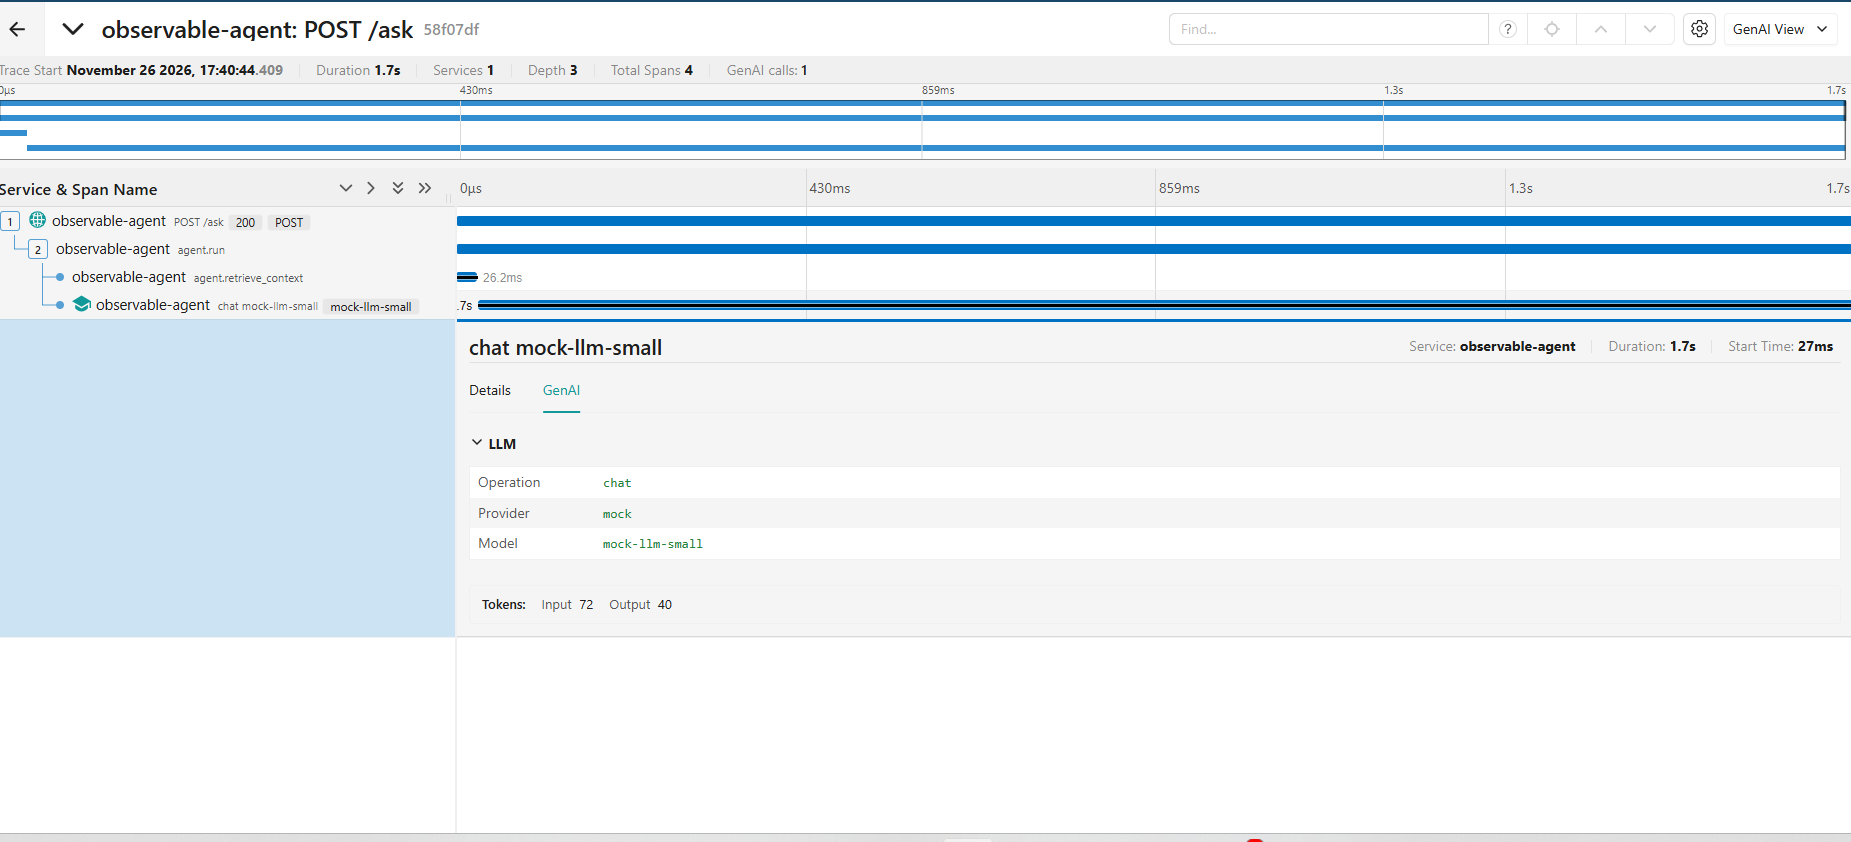 observable-agent: POST /ask 58f07df Find... ? GenAI View
Trace Start November 26 2026, 17:40:44.409 Duration 1.7s Services 1 Depth 3 Total Spans 4 GenAI calls: 1
0µs 430ms 859ms 1.3s 1.7s
Service & Span Name 0µs 430ms 859ms 1.3s 1.7s
1 observable-agent POST /ask 200 POST
2 observable-agent agent.run
observable-agent agent.retrieve_context 26.2ms
observable-agent chat mock-llm-small mock-llm-small .7s
chat mock-llm-small Service: observable-agent Duration: 1.7s Start Time: 27ms
Details GenAI
LLM
Operation chat
Provider mock
Model mock-llm-small
Tokens: Input 72 Output 40